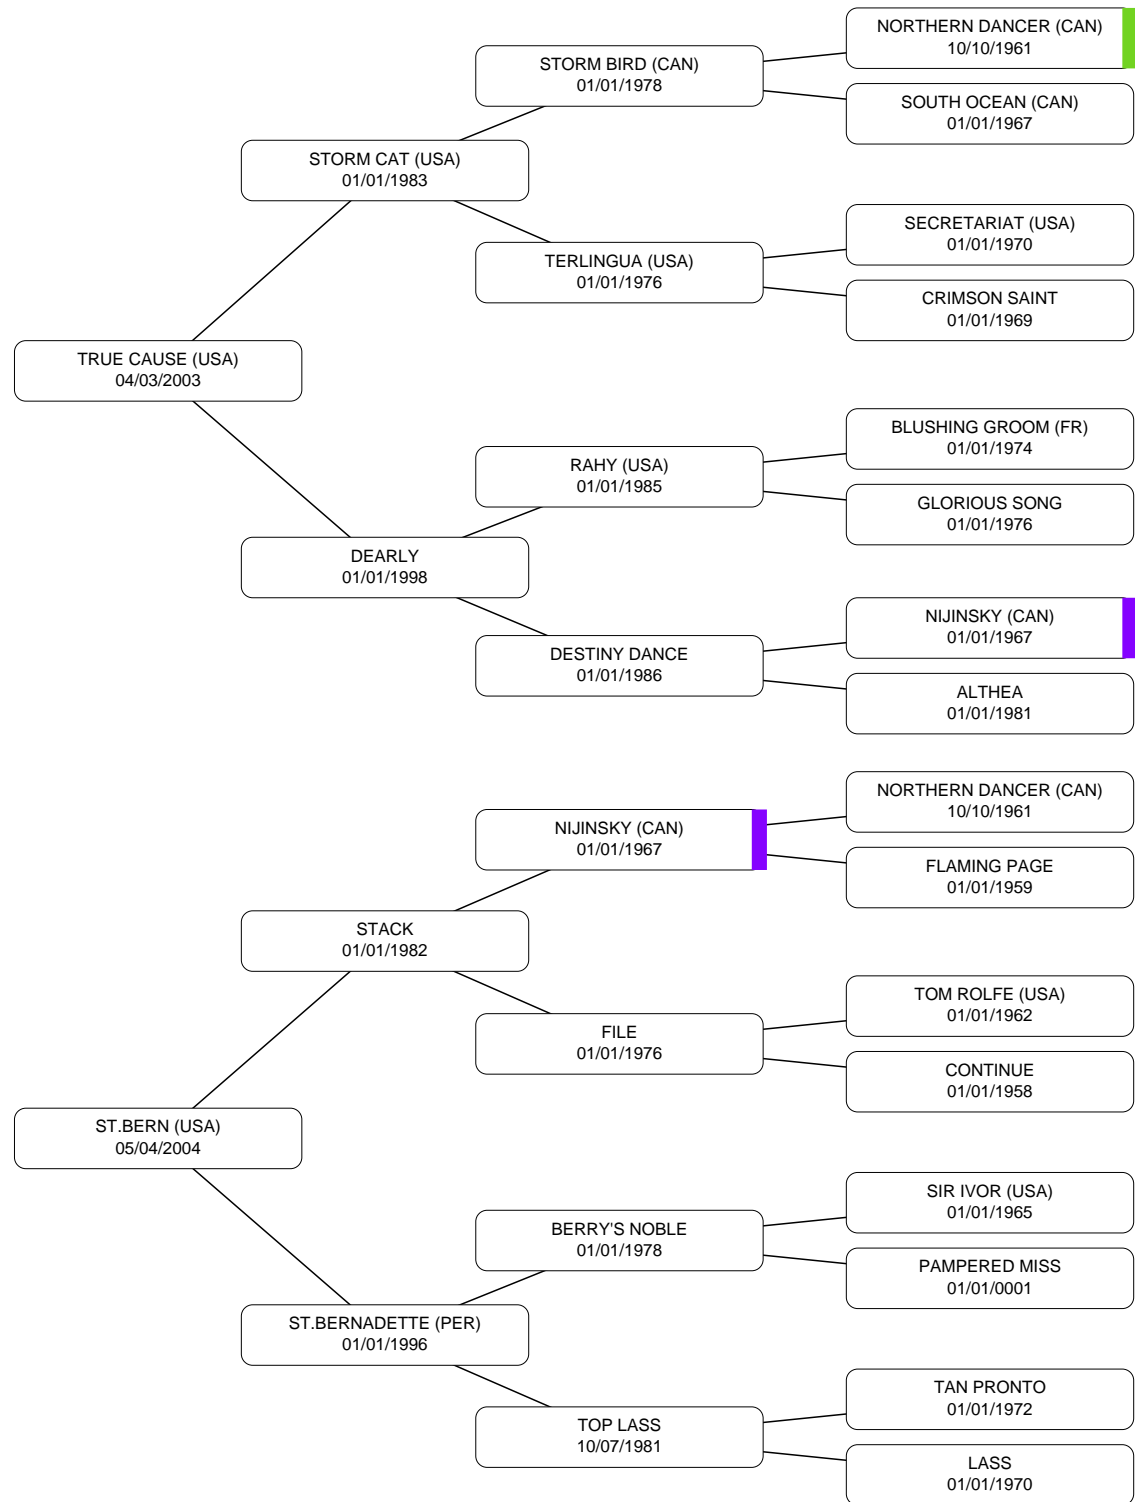 NORTHERN DANCER (CAN)
10/10/1961
STORM BIRD (CAN)
01/01/1978
SOUTH OCEAN (CAN)
01/01/1967
STORM CAT (USA)
01/01/1983
SECRETARIAT (USA)
01/01/1970
TERLINGUA (USA)
01/01/1976
CRIMSON SAINT
01/01/1969
TRUE CAUSE (USA)
04/03/2003
BLUSHING GROOM (FR)
01/01/1974
RAHY (USA)
01/01/1985
GLORIOUS SONG
01/01/1976
DEARLY
01/01/1998
NIJINSKY (CAN)
01/01/1967
DESTINY DANCE
01/01/1986
ALTHEA
01/01/1981
NORTHERN DANCER (CAN)
10/10/1961
NIJINSKY (CAN)
01/01/1967
FLAMING PAGE
01/01/1959
STACK
01/01/1982
TOM ROLFE (USA)
01/01/1962
FILE
01/01/1976
CONTINUE
01/01/1958
ST.BERN (USA)
05/04/2004
SIR IVOR (USA)
01/01/1965
BERRY'S NOBLE
01/01/1978
PAMPERED MISS
01/01/0001
ST.BERNADETTE (PER)
01/01/1996
TAN PRONTO
01/01/1972
TOP LASS
10/07/1981
LASS
01/01/1970